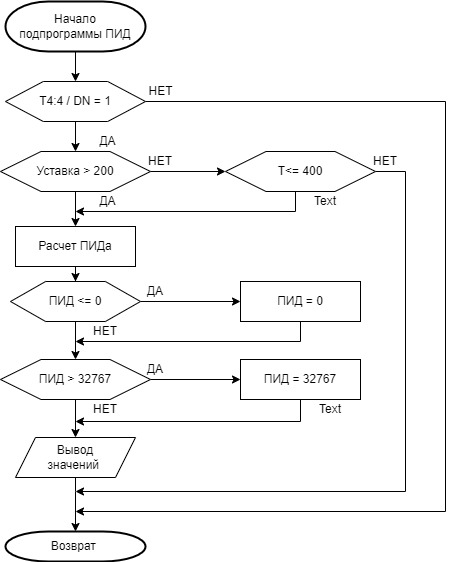 Начало
подпрограммы ПИД
T4:4 / DN = 1
НЕТ
ДА
Уставка > 200
НЕТ
T<= 400
НЕТ
ДА
Text
Расчет ПИДа
ПИД <= 0
ДА
ПИД = 0
НЕТ
ПИД > 32767
ДА
ПИД = 32767
НЕТ
Text
Вывод
значений
Возврат